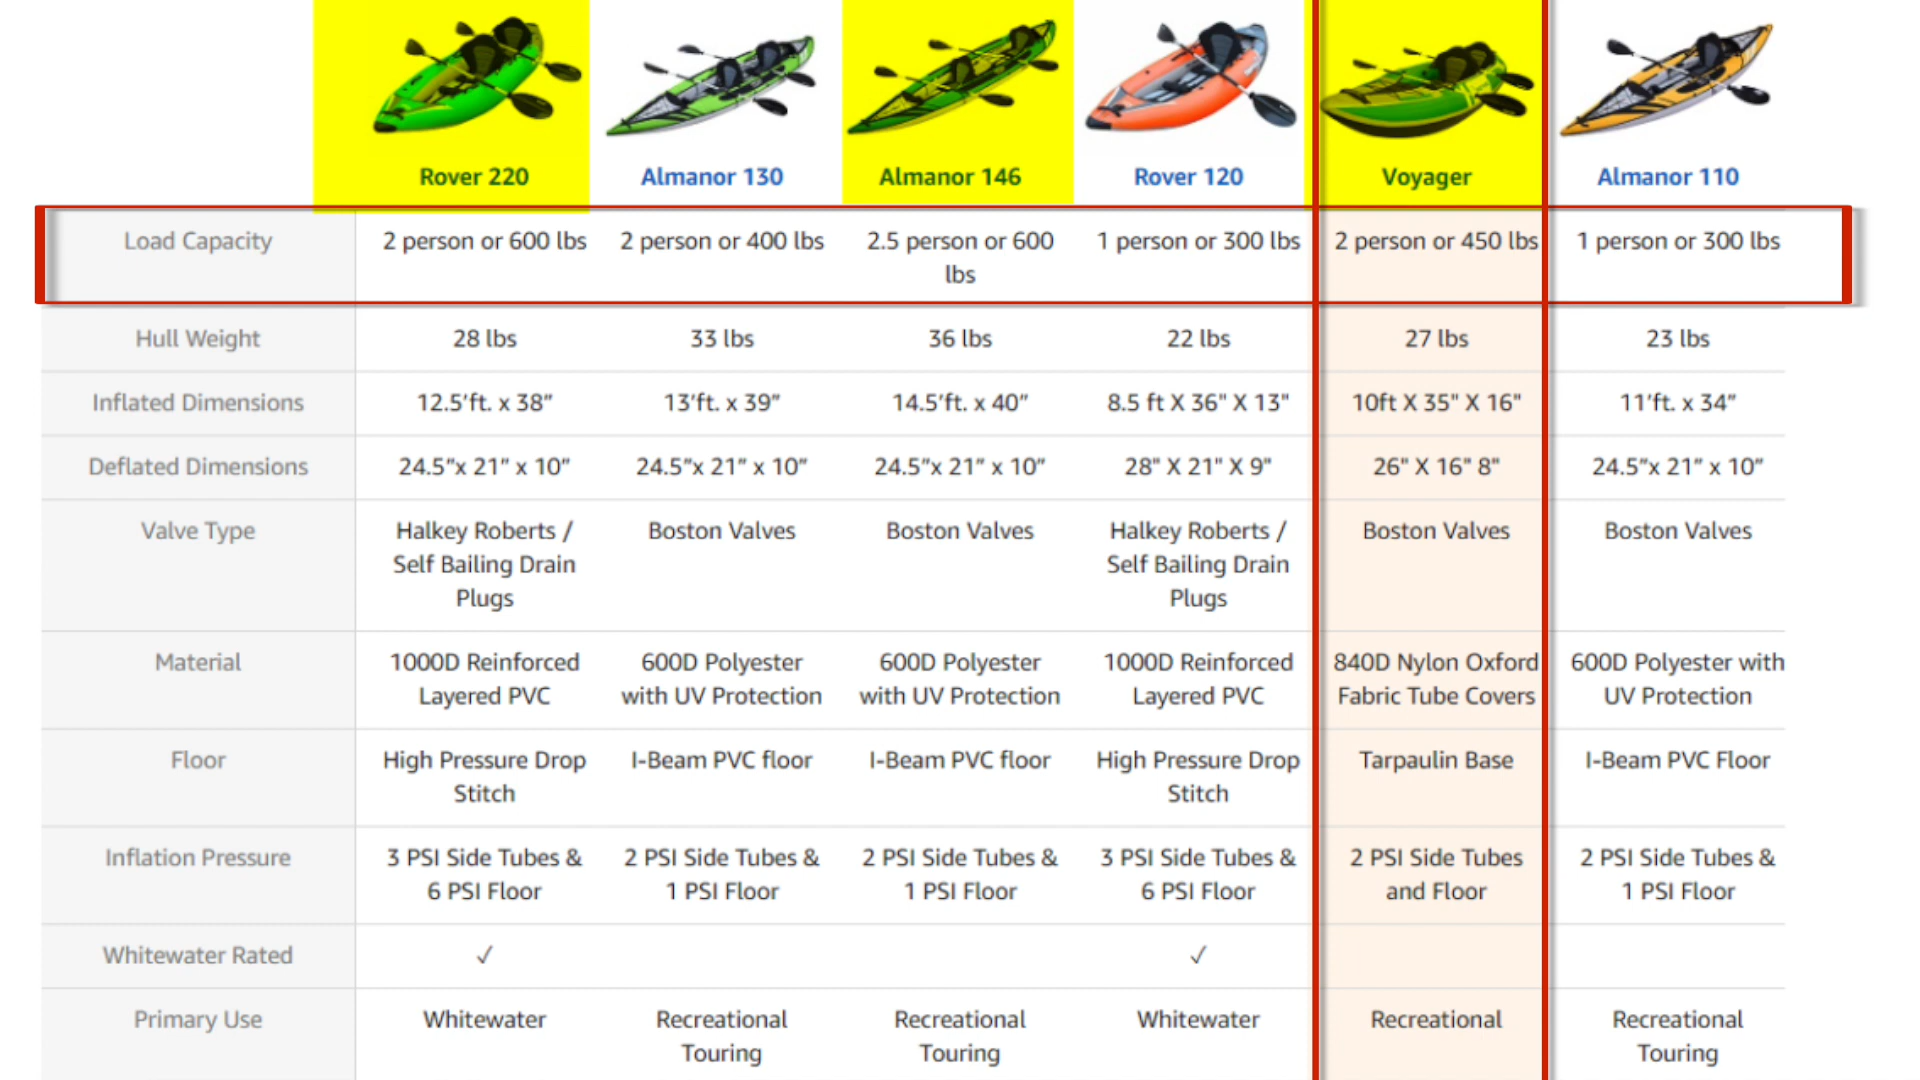 Rover 220 Almanor 130 Almanor 146 Rover 120 Voyager Almanor 110
Load Capacity 2 person or 600 lbs 2 person or 400 lbs 2.5 person or 600 1 person or 300 lbs 2 person or 450 lbs 1 person or 300 lbs
lbs
Hull Weight 28 lbs 33 lbs 36 lbs 22 lbs 27 lbs 23 lbs
Inflated Dimensions 12.5’ft. x 38” 13’ft. x 39” 14.5’ft. x 40” 8.5 ft X 36" X 13" 10ft X 35" X 16" 11’ft. x 34”
Deflated Dimensions 24.5”x 21” x 10” 24.5”x 21” x 10” 24.5”x 21” x 10” 28" X 21" X 9" 26" X 16" 8" 24.5”x 21” x 10”
Valve Type Halkey Roberts / Boston Valves Boston Valves Halkey Roberts / Boston Valves Boston Valves
Self Bailing Drain Self Bailing Drain
Plugs Plugs
Material 1000D Reinforced 600D Polyester 600D Polyester 1000D Reinforced 840D Nylon Oxford 600D Polyester with
Layered PVC with UV Protection with UV Protection Layered PVC Fabric Tube Covers UV Protection
Floor High Pressure Drop I-Beam PVC floor I-Beam PVC floor High Pressure Drop Tarpaulin Base I-Beam PVC Floor
Stitch Stitch
Inflation Pressure 3 PSI Side Tubes & 2 PSI Side Tubes & 2 PSI Side Tubes & 3 PSI Side Tubes & 2 PSI Side Tubes 2 PSI Side Tubes &
6 PSI Floor 1 PSI Floor 1 PSI Floor 6 PSI Floor and Floor 1 PSI Floor
Whitewater Rated ✓ ✓
Primary Use Whitewater Recreational Recreational Whitewater Recreational Recreational
Touring Touring Touring